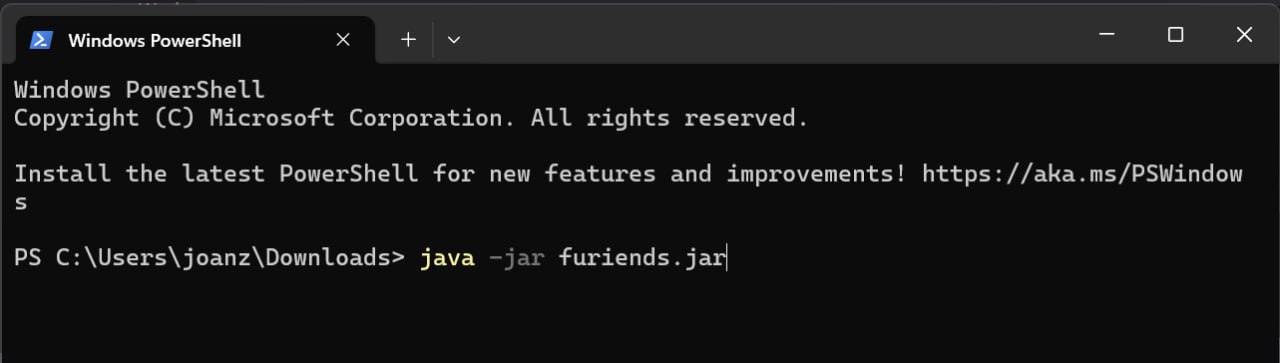 Windows PowerShell
Windows PowerShell
Copyright (C) Microsoft Corporation. All rights reserved.
Install the latest PowerShell for new features and improvements! https://aka.ms/PSWindow
s
PS C:\Users\joanz\Downloads> java -jar furiends.jar